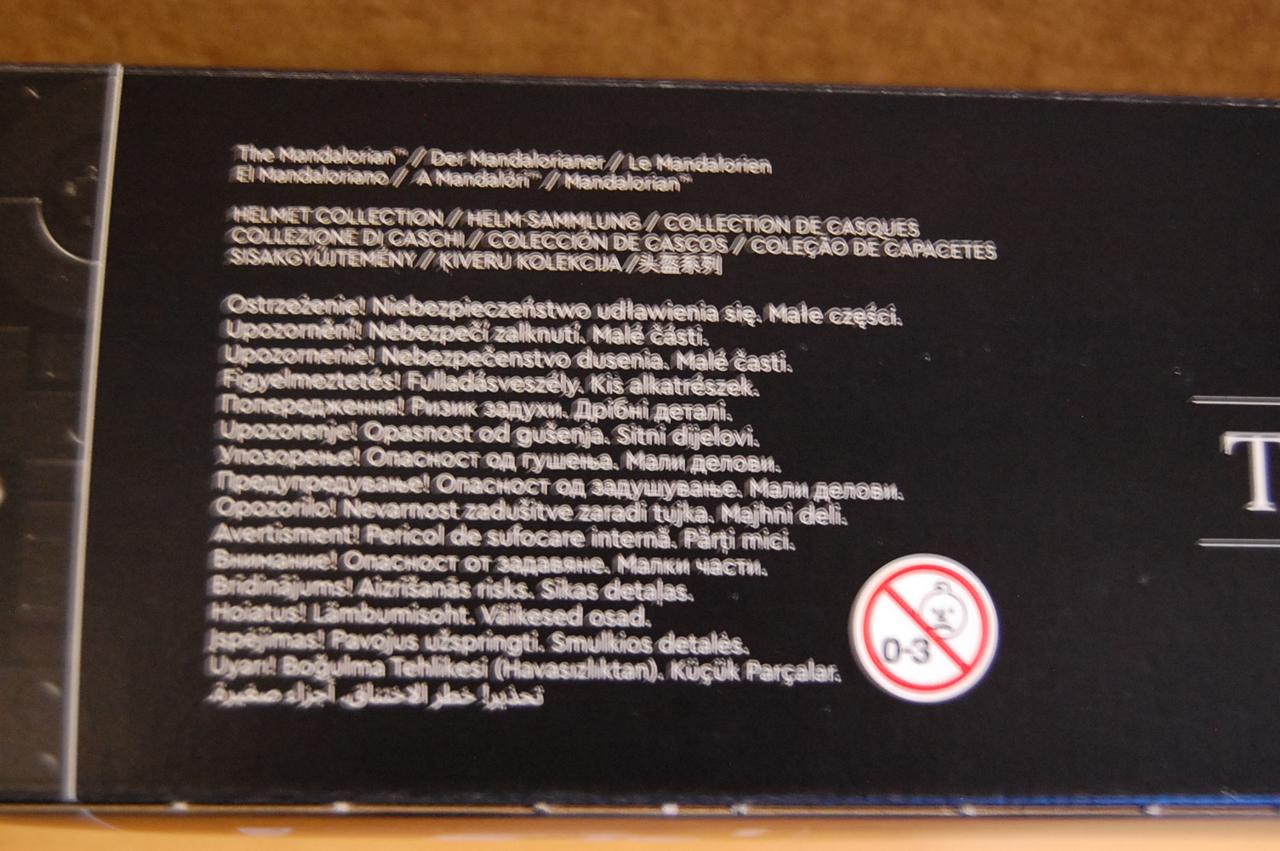 The Mandalorian™ // Der Mandalorianer // Le Mandalorien
El Mandaloriano // A Mandalóri™ // Mandalorian™
HELMET COLLECTION // HELM-SAMMLUNG / COLLECTION DE CASQUES
COLLEZIONE DI CASCHI / COLECCIÓN DE CASCOS / COLEÇÃO DE CAPACETES
SISAKGYŰJTEMÉNY / ĶIVERU KOLEKCIJA / 头盔系列
Ostrzeżenie! Niebezpieczeństwo udławienia się. Małe części.
Upozornění! Nebezpečí zalknutí. Malé části.
Upozornenie! Nebezpečenstvo dusenia. Malé časti.
Figyelmeztetés! Fulladásveszély. Kis alkatrészek.
Попередження! Ризик задухи. Дрібні деталі.
Upozorenje! Opasnost od gušenja. Sitni dijelovi.
Упозорење! Опасност од гушења. Мали делови.
Предупредување! Опасност од задушување. Мали делови.
Opozorilo! Nevarnost zadušitve zaradi tujka. Majhni deli.
Avertisment! Pericol de sufocare internă. Părți mici.
Внимание! Опасност от задавяне. Малки части.
Brīdinājums! Aizrīšanās risks. Sīkas detaļas.
Hoiatus! Lämbumisoht. Väikesed osad.
Įspėjimas! Pavojus užspringti. Smulkios detalės.
Uyarı! Boğulma Tehlikesi (Havasızlıktan). Küçük Parçalar.
تحذير! خطر الاختناق. أجزاء صغيرة.
0-3
T